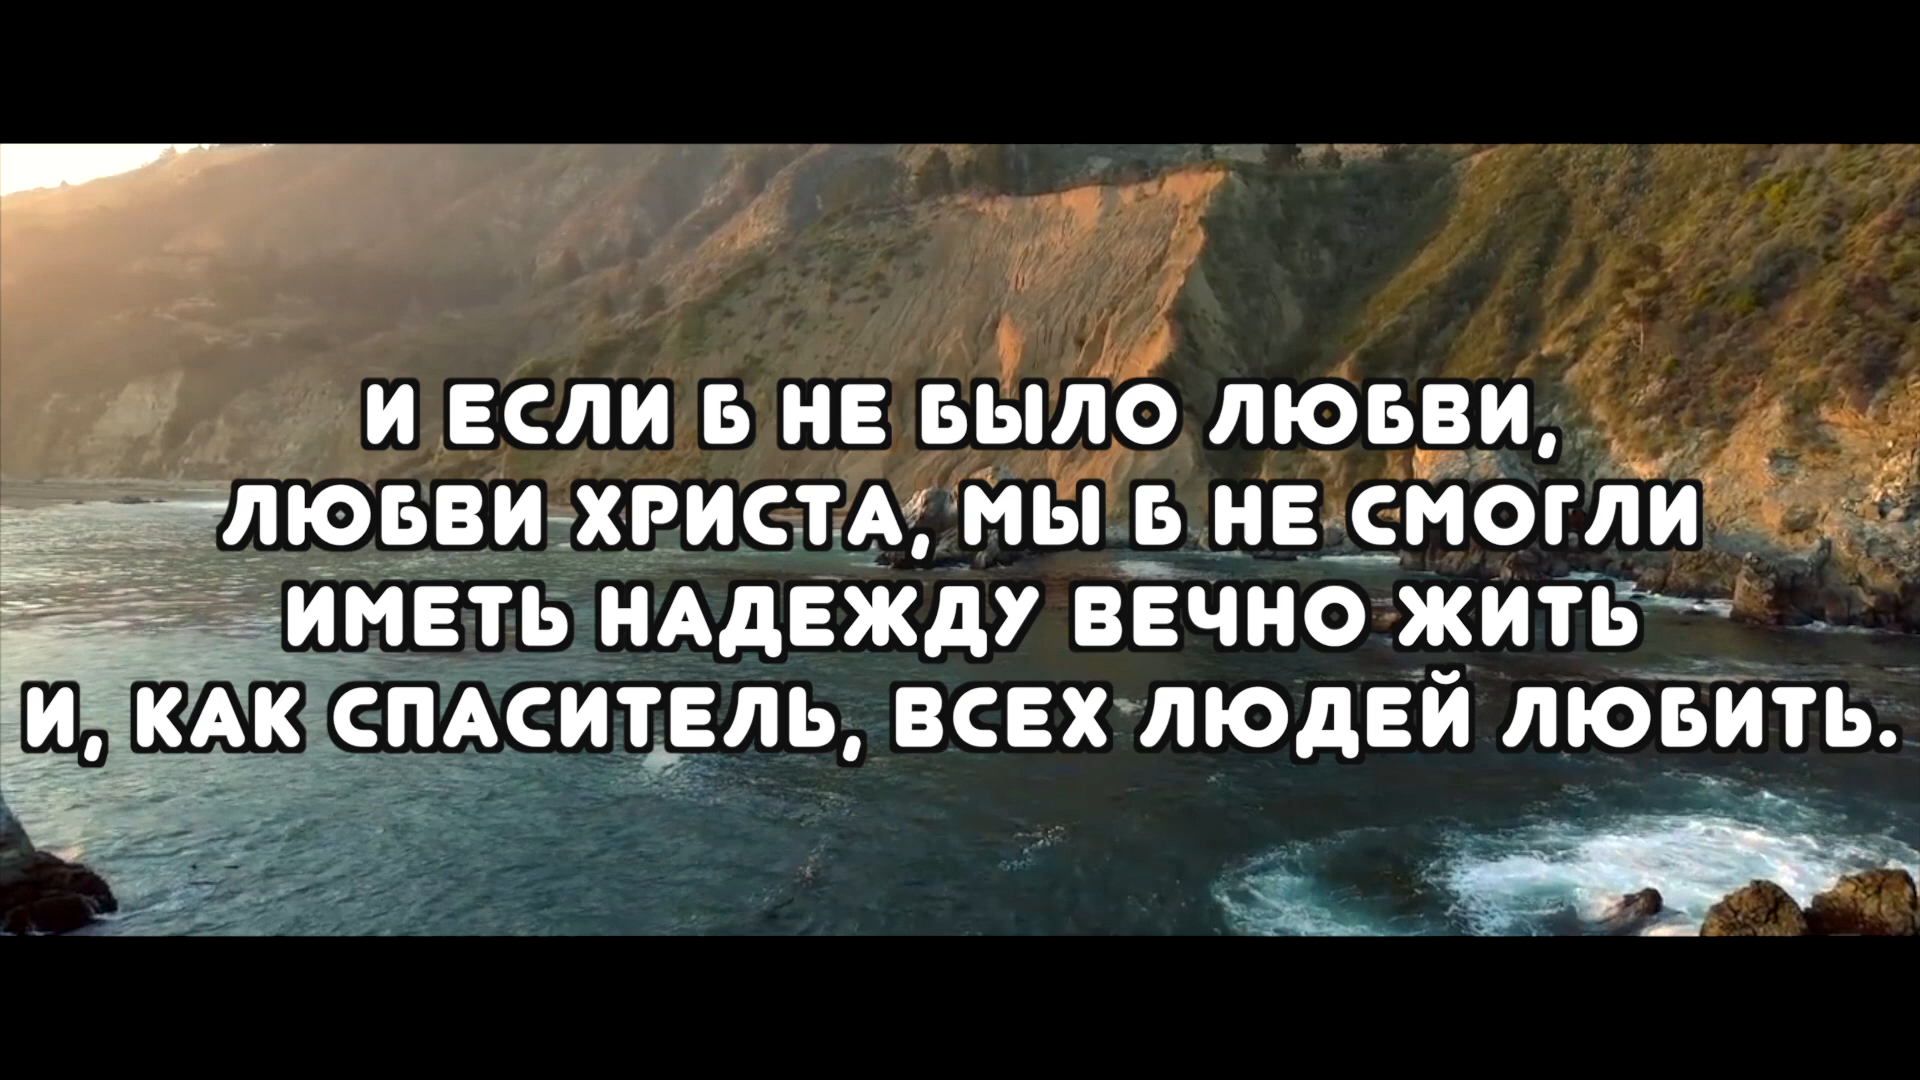 И ЕСЛИ Б НЕ БЫЛО ЛЮБВИ,
ЛЮБВИ ХРИСТА, МЫ Б НЕ СМОГЛИ
ИМЕТЬ НАДЕЖДУ ВЕЧНО ЖИТЬ
И, КАК СПАСИТЕЛЬ, ВСЕХ ЛЮДЕЙ ЛЮБИТЬ.